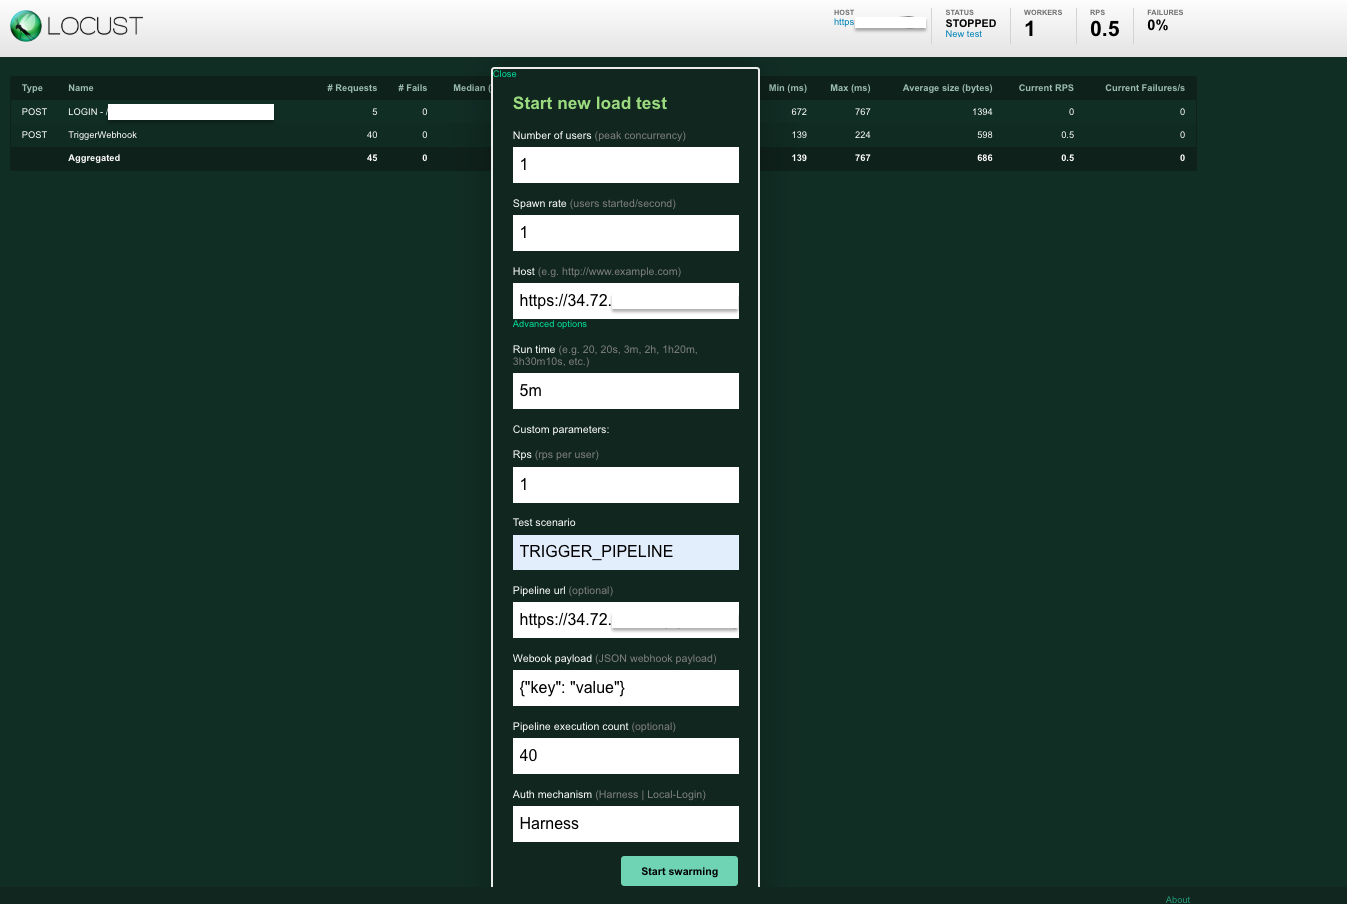 LOCUST
HOST
https
STATUS
STOPPED
New test
WORKERS
1
RPS
0.5
FAILURES
0%
Type Name # Requests # Fails Median ( Min (ms) Max (ms) Average size (bytes) Current RPS Current Failures/s
POST LOGIN - / 5 0 672 767 1394 0 0
POST TriggerWebhook 40 0 139 224 598 0.5 0
Aggregated 45 0 139 767 686 0.5 0
Close
Start new load test
Number of users (peak concurrency)
1
Spawn rate (users started/second)
1
Host (e.g. http://www.example.com)
https://34.72.
Advanced options
Run time (e.g. 20, 20s, 3m, 2h, 1h20m,
3h30m10s, etc.)
5m
Custom parameters:
Rps (rps per user)
1
Test scenario
TRIGGER_PIPELINE
Pipeline url (optional)
https://34.72.
Webook payload (JSON webhook payload)
{"key": "value"}
Pipeline execution count (optional)
40
Auth mechanism (Harness | Local-Login)
Harness
Start swarming
About